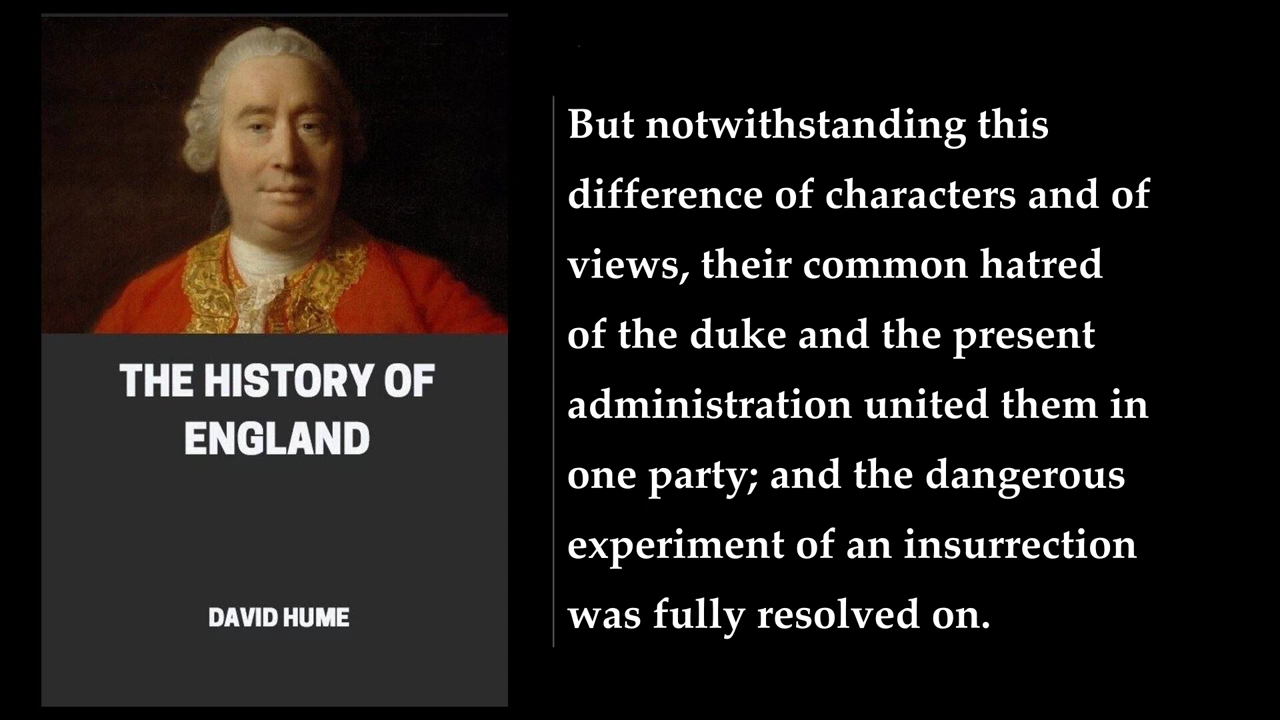 THE HISTORY OF
ENGLAND
DAVID HUME
But notwithstanding this
difference of characters and of
views, their common hatred
of the duke and the present
administration united them in
one party; and the dangerous
experiment of an insurrection
was fully resolved on.